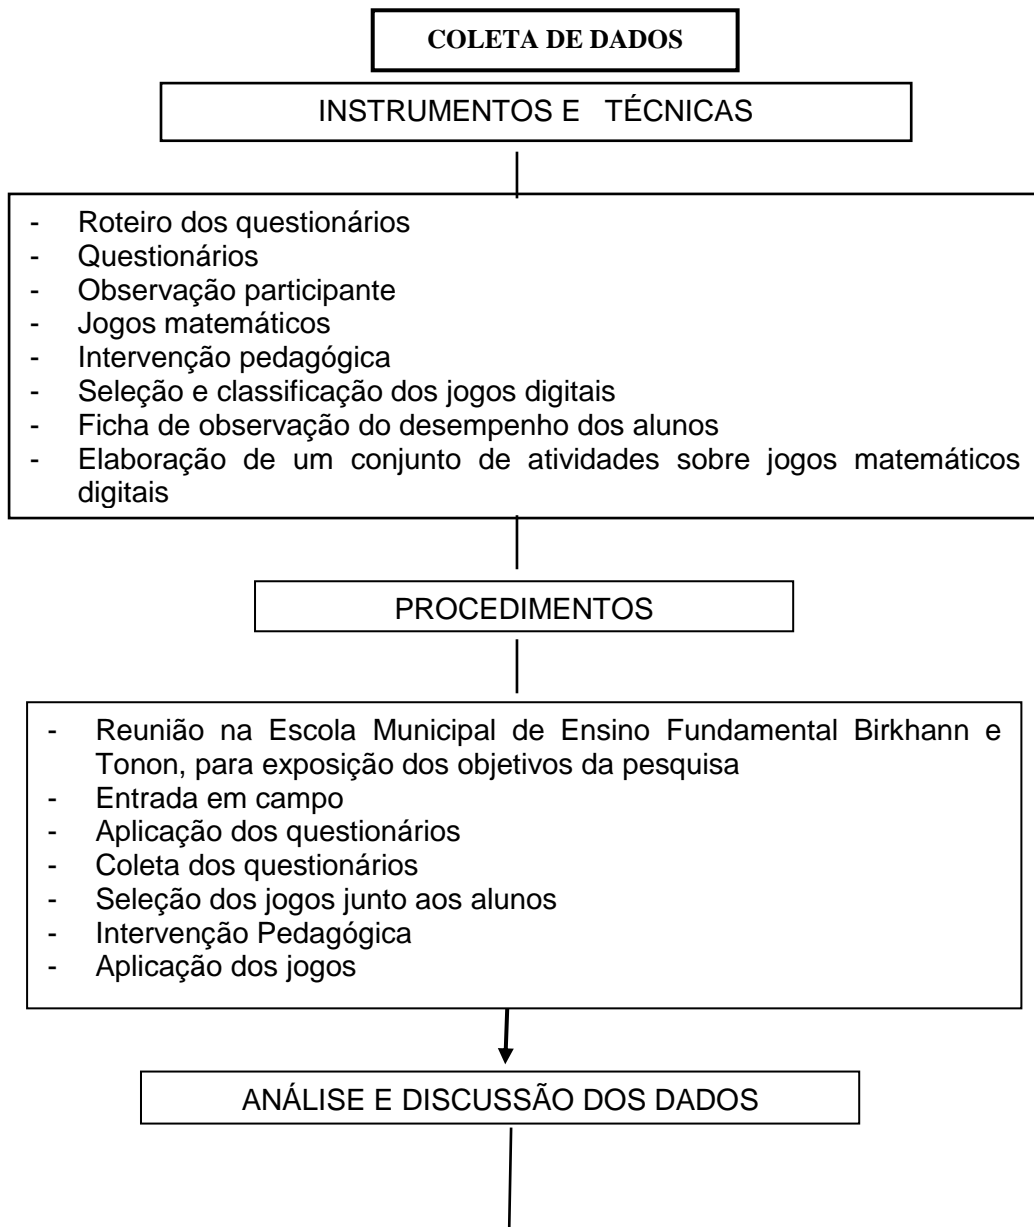 COLETA DE DADOS
INSTRUMENTOS E TÉCNICAS
- Roteiro dos questionários
- Questionários
- Observação participante
- Jogos matemáticos
- Intervenção pedagógica
- Seleção e classificação dos jogos digitais
- Ficha de observação do desempenho dos alunos
- Elaboração de um conjunto de atividades sobre jogos matemáticos
digitais
PROCEDIMENTOS
- Reunião na Escola Municipal de Ensino Fundamental Birkhann e
Tonon, para exposição dos objetivos da pesquisa
- Entrada em campo
- Aplicação dos questionários
- Coleta dos questionários
- Seleção dos jogos junto aos alunos
- Intervenção Pedagógica
- Aplicação dos jogos
ANÁLISE E DISCUSSÃO DOS DADOS